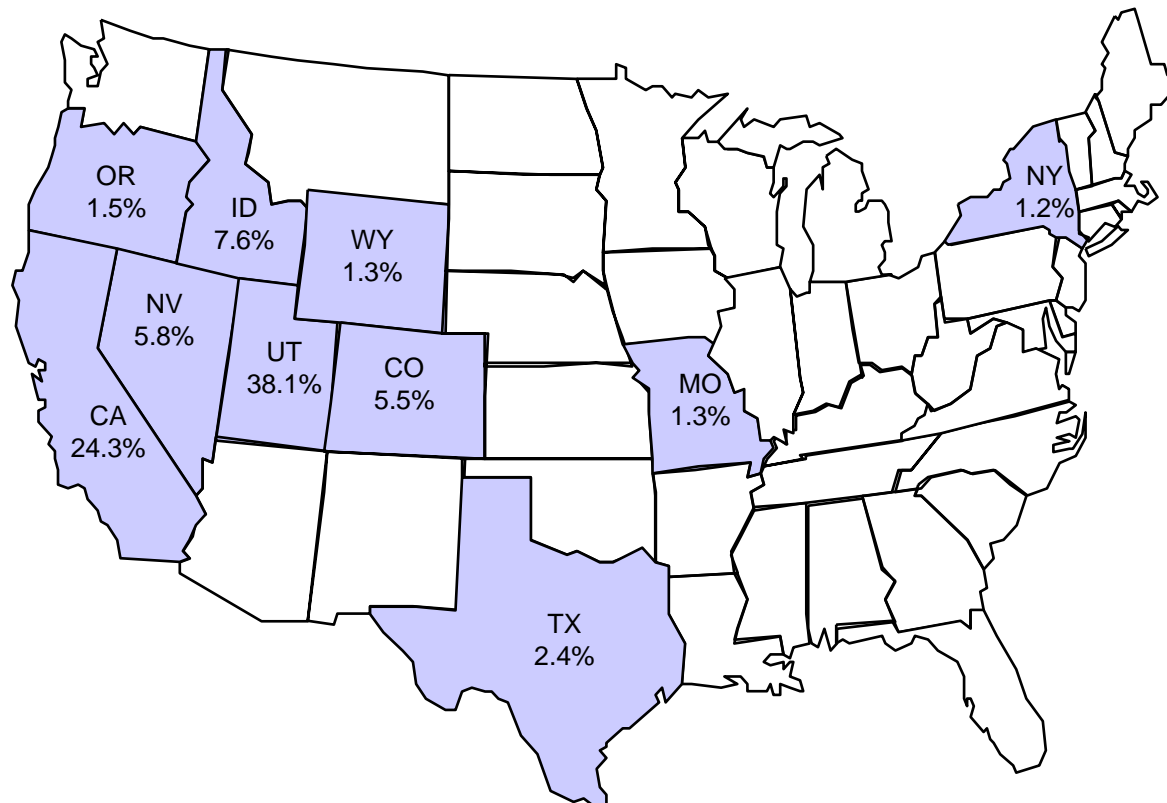 OR
1.5%
ID
7.6%
WY
1.3%
NY
1.2%
NV
5.8%
UT
38.1%
CO
5.5%
MO
1.3%
CA
24.3%
TX
2.4%